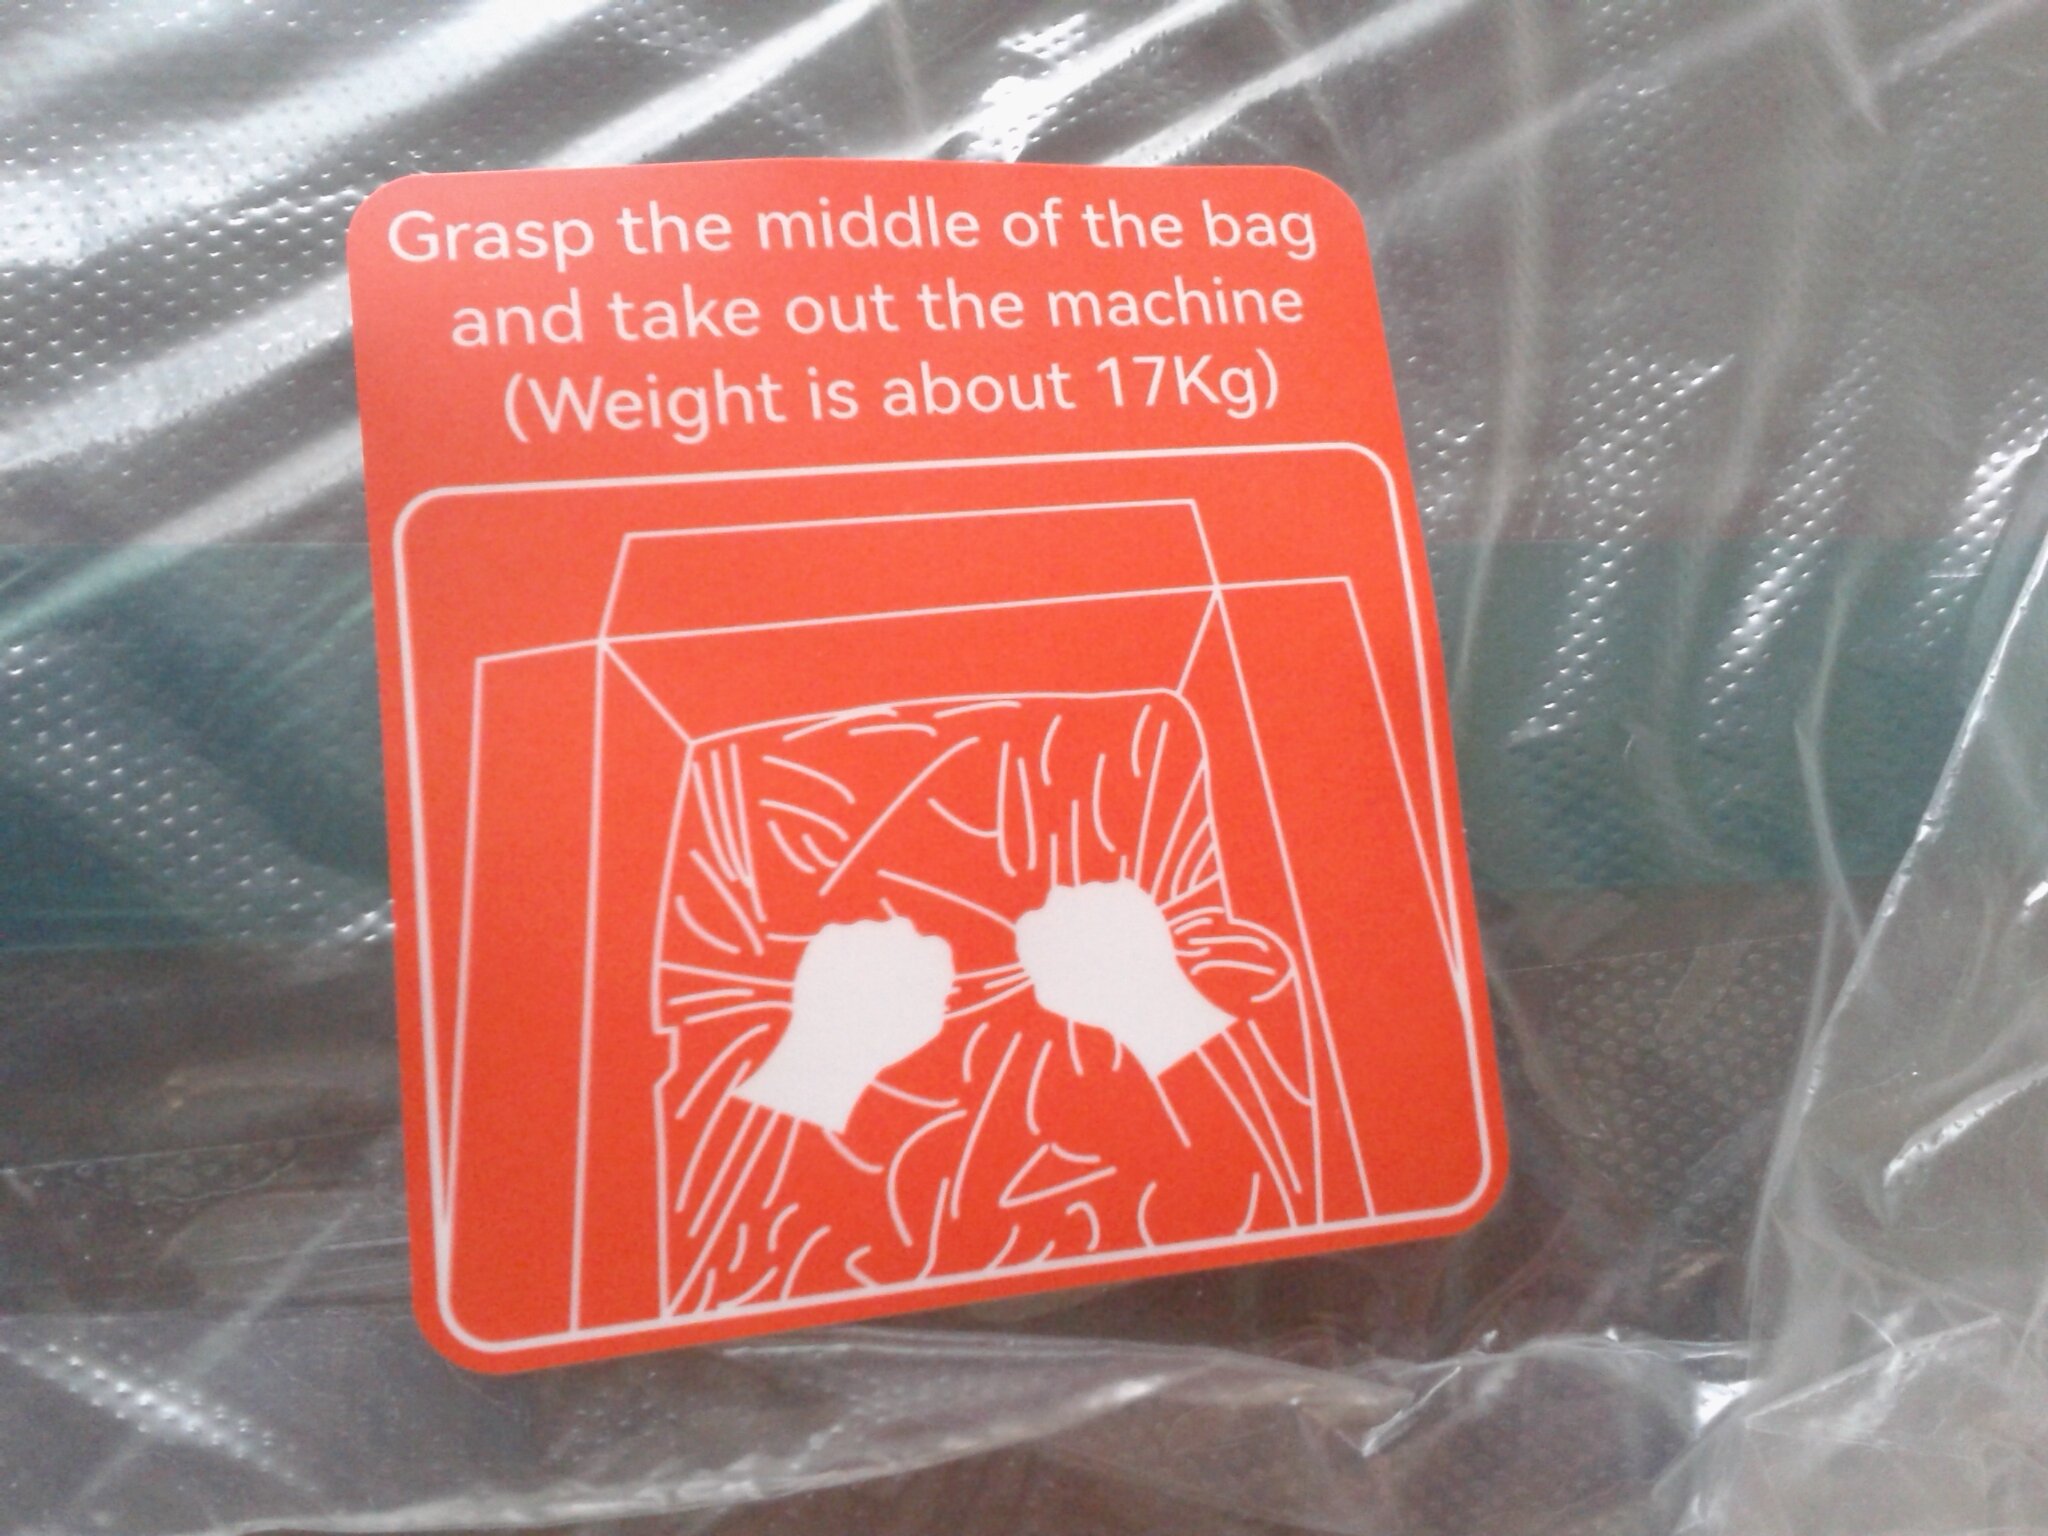 Grasp the middle of the bag
and take out the machine
(Weight is about 17Kg)